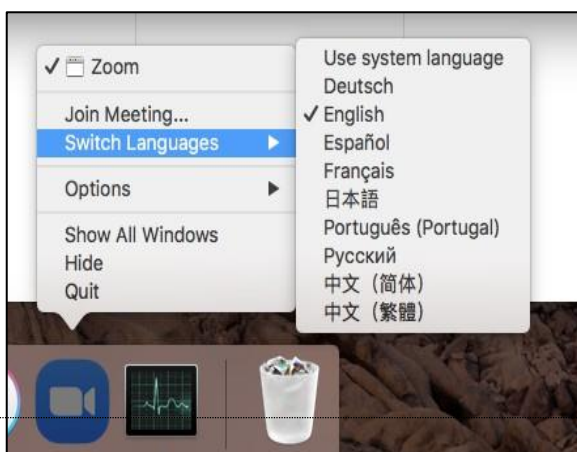 ✓ Zoom
Join Meeting...
Switch Languages
Options
Show All Windows
Hide
Quit
Use system language
Deutsch
✓ English
Español
Français
日本語
Português (Portugal)
Русский
中文（简体）
中文（繁體）